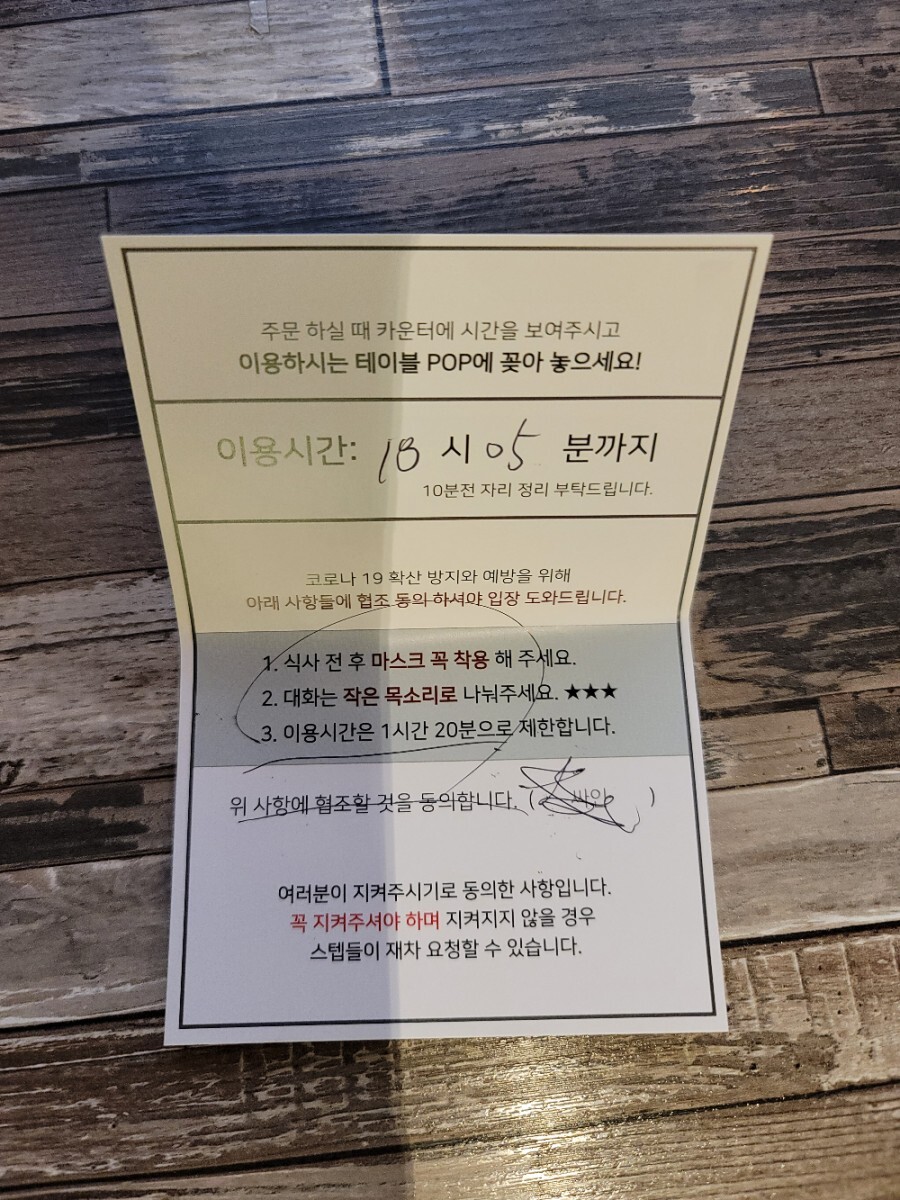 주문 하실 때 카운터에 시간을 보여주시고
이용하시는 테이블 POP에 꽂아 놓으세요!
이용시간: 18 시 05 분까지
10분전 자리 정리 부탁드립니다.
코로나 19 확산 방지와 예방을 위해
아래 사항들에 협조 동의 하셔야 입장 도와드립니다.
1. 식사 전 후 마스크 꼭 착용 해 주세요.
2. 대화는 작은 목소리로 나눠주세요. ★★★
3. 이용시간은 1시간 20분으로 제한합니다.
위 사항에 협조할 것을 동의합니다. ( )
여러분이 지켜주시기로 동의한 사항입니다.
꼭 지켜주셔야 하며 지켜지지 않을 경우
스텝들이 재차 요청할 수 있습니다.